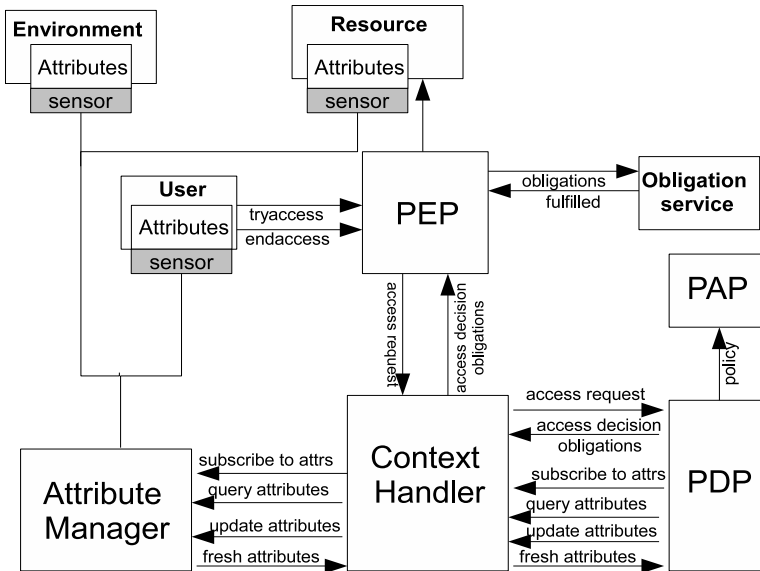 Environment
Attributes
sensor
Resource
Attributes
sensor
User
Attributes
sensor
tryaccess
endaccess
PEP
obligations
fulfilled
Obligation
service
access request
access decision
obligations
PAP
policy
Attribute
Manager
subscribe to attrs
query attributes
update attributes
fresh attributes
Context
Handler
access request
access decision
obligations
subscribe to attrs
query attributes
update attributes
fresh attributes
PDP